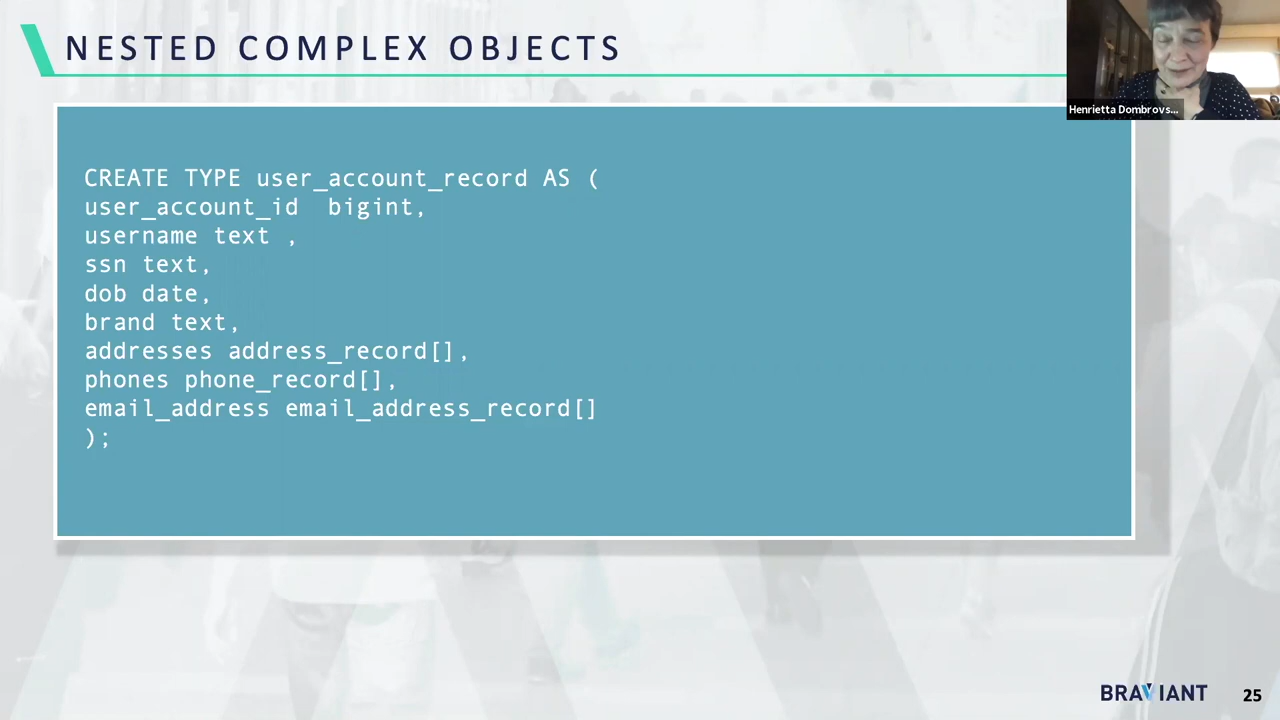 NESTED COMPLEX OBJECTS
Henrietta Dombrovs...
CREATE TYPE user_account_record AS (
user_account_id  bigint,
username text ,
ssn text,
dob date,
brand text,
addresses address_record[],
phones phone_record[],
email_address email_address_record[]
);
BRAVIANT
25